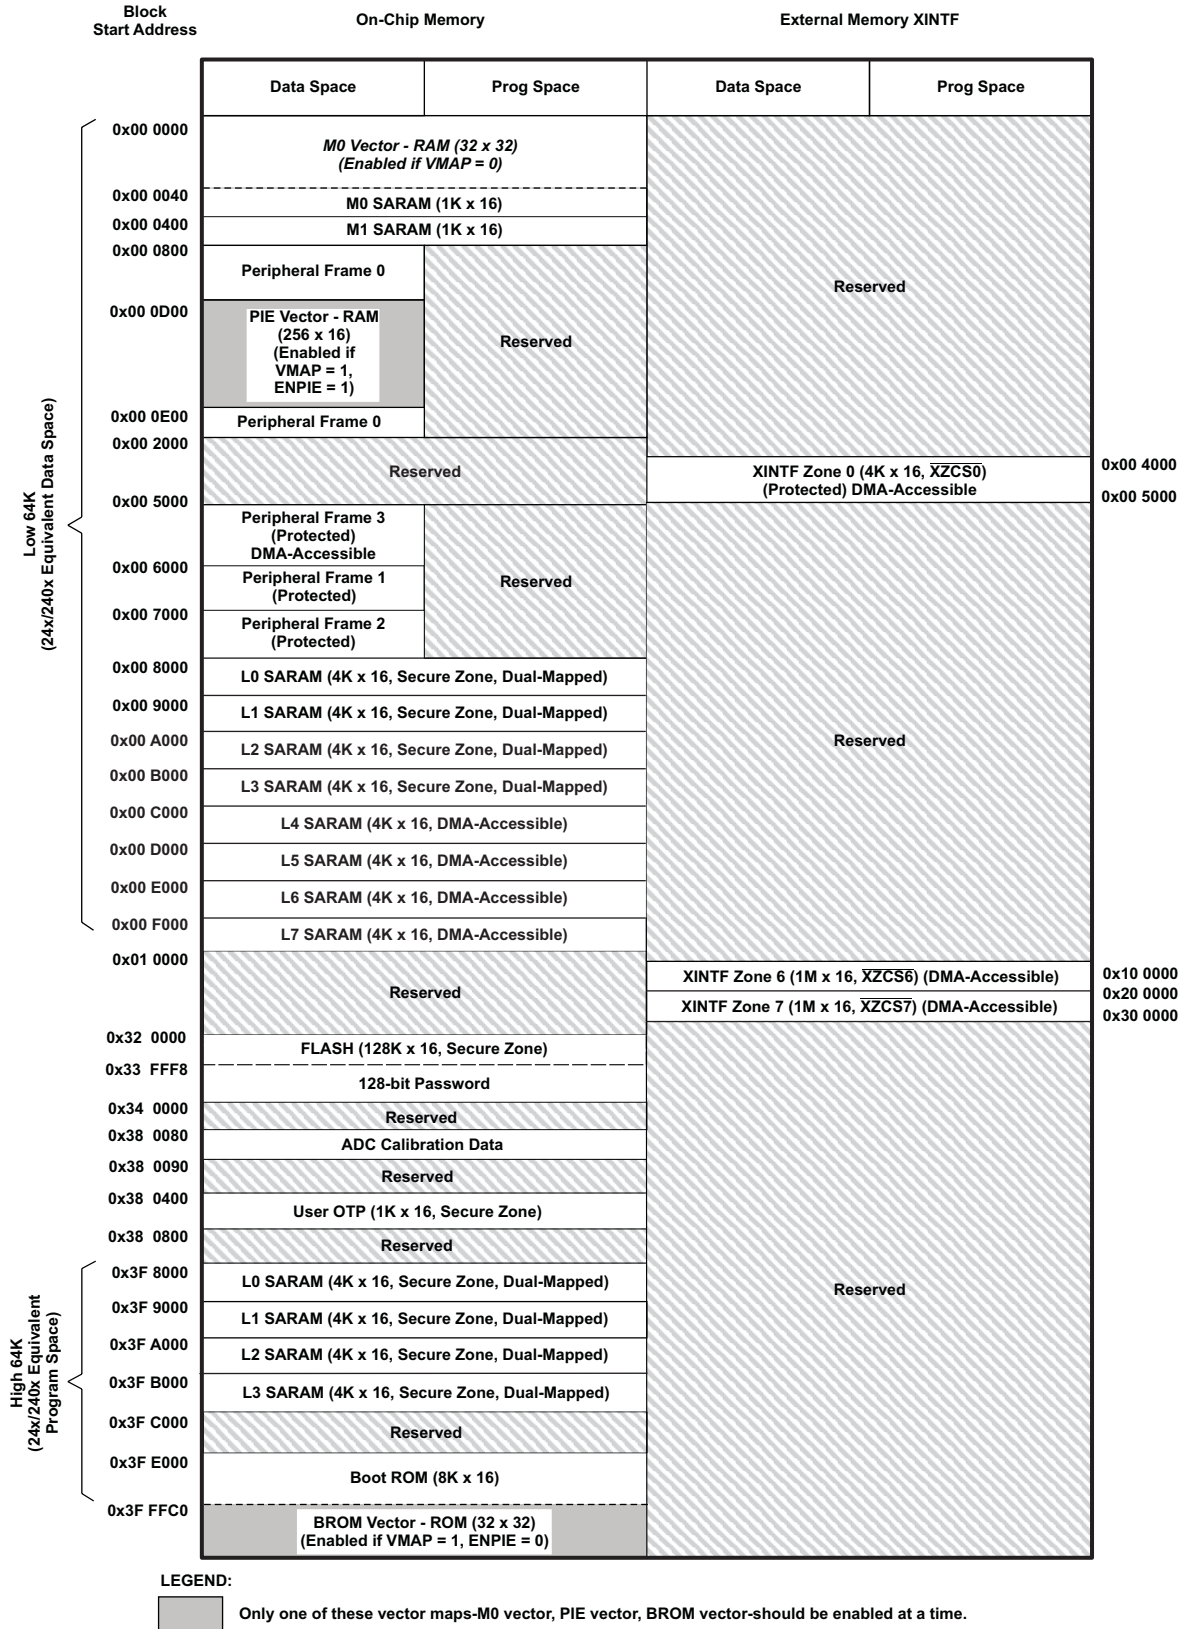 Block
Start Address
On-Chip Memory
External Memory XINTF
Data Space
Prog Space
Data Space
Prog Space
0x00 0000
M0 Vector - RAM (32 x 32)
(Enabled if VMAP = 0)
0x00 0040
M0 SARAM (1K x 16)
0x00 0400
M1 SARAM (1K x 16)
0x00 0800
Peripheral Frame 0
Reserved
0x00 0D00
PIE Vector - RAM
(256 x 16)
(Enabled if
VMAP = 1,
ENPIE = 1)
Reserved
0x00 0E00
Peripheral Frame 0
0x00 2000
Reserved
XINTF Zone 0 (4K x 16, XZCS0)
(Protected) DMA-Accessible
0x00 4000
0x00 5000
0x00 5000
Peripheral Frame 3
(Protected)
DMA-Accessible
Reserved
0x00 6000
Peripheral Frame 1
(Protected)
0x00 7000
Peripheral Frame 2
(Protected)
Low 64K
(24x/240x Equivalent Data Space)
0x00 8000
L0 SARAM (4K x 16, Secure Zone, Dual-Mapped)
0x00 9000
L1 SARAM (4K x 16, Secure Zone, Dual-Mapped)
0x00 A000
L2 SARAM (4K x 16, Secure Zone, Dual-Mapped)
Reserved
0x00 B000
L3 SARAM (4K x 16, Secure Zone, Dual-Mapped)
0x00 C000
L4 SARAM (4K x 16, DMA-Accessible)
0x00 D000
L5 SARAM (4K x 16, DMA-Accessible)
0x00 E000
L6 SARAM (4K x 16, DMA-Accessible)
0x00 F000
L7 SARAM (4K x 16, DMA-Accessible)
0x01 0000
Reserved
XINTF Zone 6 (1M x 16, XZCS6) (DMA-Accessible)
0x10 0000
0x20 0000
XINTF Zone 7 (1M x 16, XZCS7) (DMA-Accessible)
0x30 0000
0x32 0000
FLASH (128K x 16, Secure Zone)
0x33 FFF8
128-bit Password
0x34 0000
Reserved
0x38 0080
ADC Calibration Data
0x38 0090
Reserved
0x38 0400
User OTP (1K x 16, Secure Zone)
0x38 0800
Reserved
0x3F 8000
L0 SARAM (4K x 16, Secure Zone, Dual-Mapped)
Reserved
0x3F 9000
L1 SARAM (4K x 16, Secure Zone, Dual-Mapped)
0x3F A000
L2 SARAM (4K x 16, Secure Zone, Dual-Mapped)
0x3F B000
L3 SARAM (4K x 16, Secure Zone, Dual-Mapped)
High 64K
(24x/240x Equivalent
Program Space)
0x3F C000
Reserved
0x3F E000
Boot ROM (8K x 16)
0x3F FFC0
BROM Vector - ROM (32 x 32)
(Enabled if VMAP = 1, ENPIE = 0)
LEGEND:
Only one of these vector maps-M0 vector, PIE vector, BROM vector-should be enabled at a time.